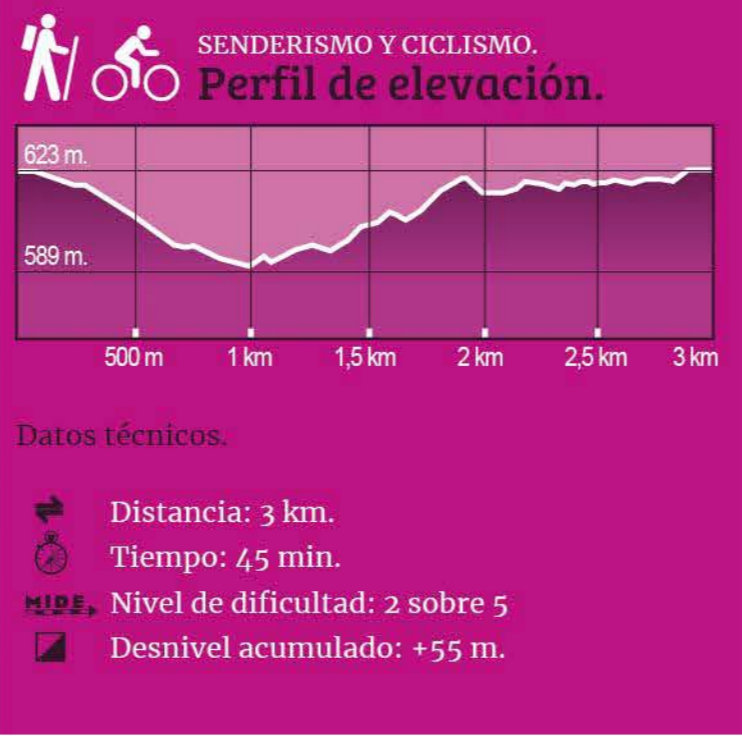 SENDERISMO Y CICLISMO.
Perfil de elevación.
623 m.
589 m.
500 m 1 km 1,5 km 2 km 2,5 km 3 km
Datos técnicos.
Distancia: 3 km.
Tiempo: 45 min.
MIDE Nivel de dificultad: 2 sobre 5
Desnivel acumulado: +55 m.